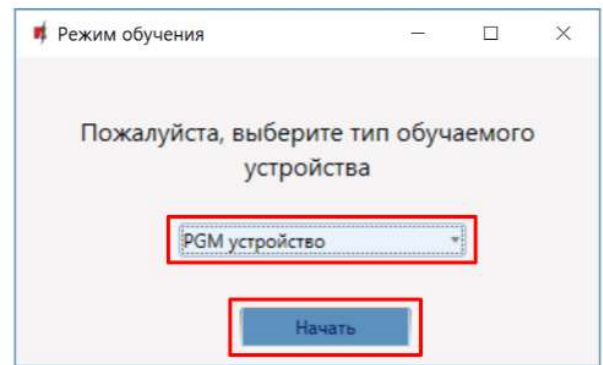 Режим обучения
Пожалуйста, выберите тип обучаемого
устройства
PGM устройство
Начать